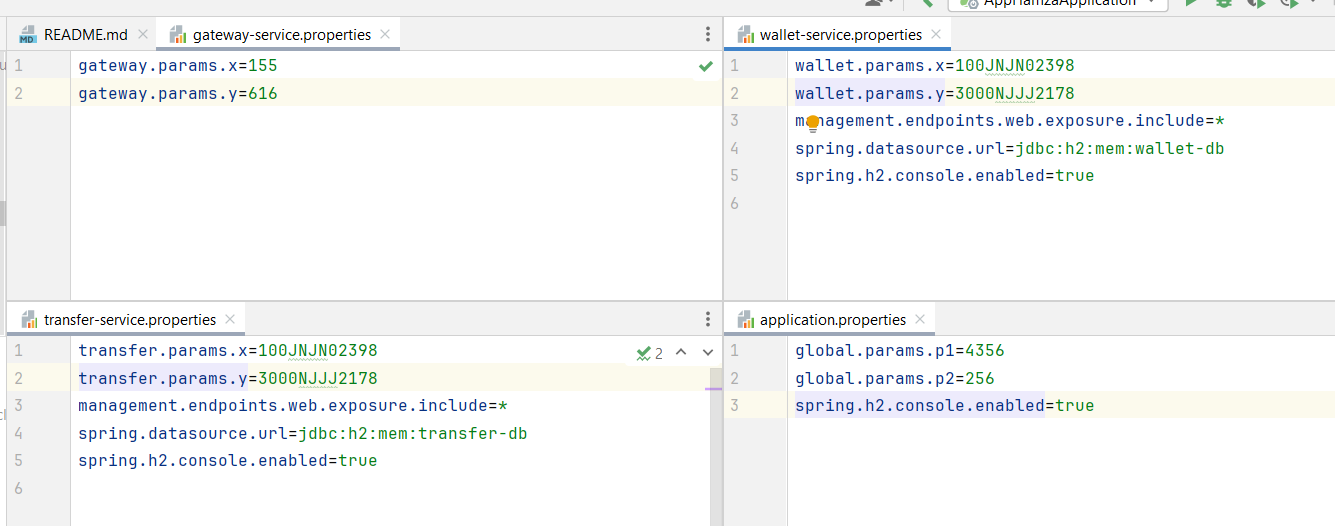 AppHamzaApplication
README.md
gateway-service.properties
1 gateway.params.x=155
2 gateway.params.y=616
wallet-service.properties
1 wallet.params.x=100JNJN02398
2 wallet.params.y=3000NJJJ2178
3 management.endpoints.web.exposure.include=*
4 spring.datasource.url=jdbc:h2:mem:wallet-db
5 spring.h2.console.enabled=true
6
transfer-service.properties
2
1 transfer.params.x=100JNJN02398
2 transfer.params.y=3000NJJJ2178
3 management.endpoints.web.exposure.include=*
4 spring.datasource.url=jdbc:h2:mem:transfer-db
5 spring.h2.console.enabled=true
6
application.properties
1 global.params.p1=4356
2 global.params.p2=256
3 spring.h2.console.enabled=true